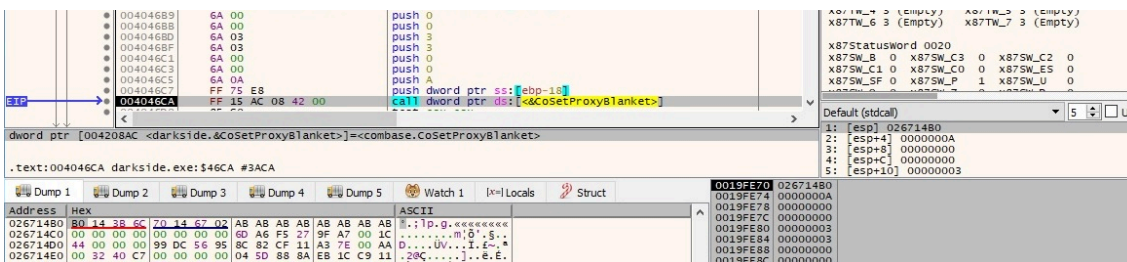 004046B9 6A 00 push 0
004046BB 6A 00 push 0
004046BD 6A 03 push 3
004046BF 6A 03 push 3
004046C1 6A 00 push 0
004046C3 6A 00 push 0
004046C5 6A 0A push A
004046C7 FF 75 E8 push dword ptr ss:[ebp-18]
EIP 004046CA FF 15 AC 08 42 00 call dword ptr ds:[<&CoSetProxyBlanket>]
dword ptr [004208AC <darkside.&CoSetProxyBlanket>]=<combase.CoSetProxyBlanket>
.text:004046CA darkside.exe:$46CA #3ACA
x87TW_6 3 (Empty) x87TW_7 3 (Empty)
x87StatusWord 0020
x87SW_B 0 x87SW_C3 0 x87SW_C2 0
x87SW_C1 0 x87SW_C0 0 x87SW_ES 0
x87SW_SF 0 x87SW_P 1 x87SW_U 0
Default (stdcall) 5
1: [esp] 026714B0
2: [esp+4] 0000000A
3: [esp+8] 00000000
4: [esp+C] 00000000
5: [esp+10] 00000003
Dump 1 Dump 2 Dump 3 Dump 4 Dump 5 Watch 1 [x=] Locals Struct
Address Hex ASCII
026714B0 B0 14 3B 6C 70 14 67 02 AB AB AB AB AB AB AB AB °.;lp.g.««««««««
026714C0 00 00 00 00 00 00 00 00 6D A6 F5 27 9F A7 00 1C ........m¦õ'.§..
026714D0 44 00 00 00 99 DC 56 95 8C 82 CF 11 A3 7E 00 AA D....ÜV...Ï.£~.ª
026714E0 00 32 40 C7 00 00 00 00 04 5D 88 8A EB 1C C9 11 .2@Ç.....]..ë.É.
0019FE70 026714B0
0019FE74 0000000A
0019FE78 00000000
0019FE7C 00000000
0019FE80 00000003
0019FE84 00000003
0019FE88 00000000
0019FE8C 00000000